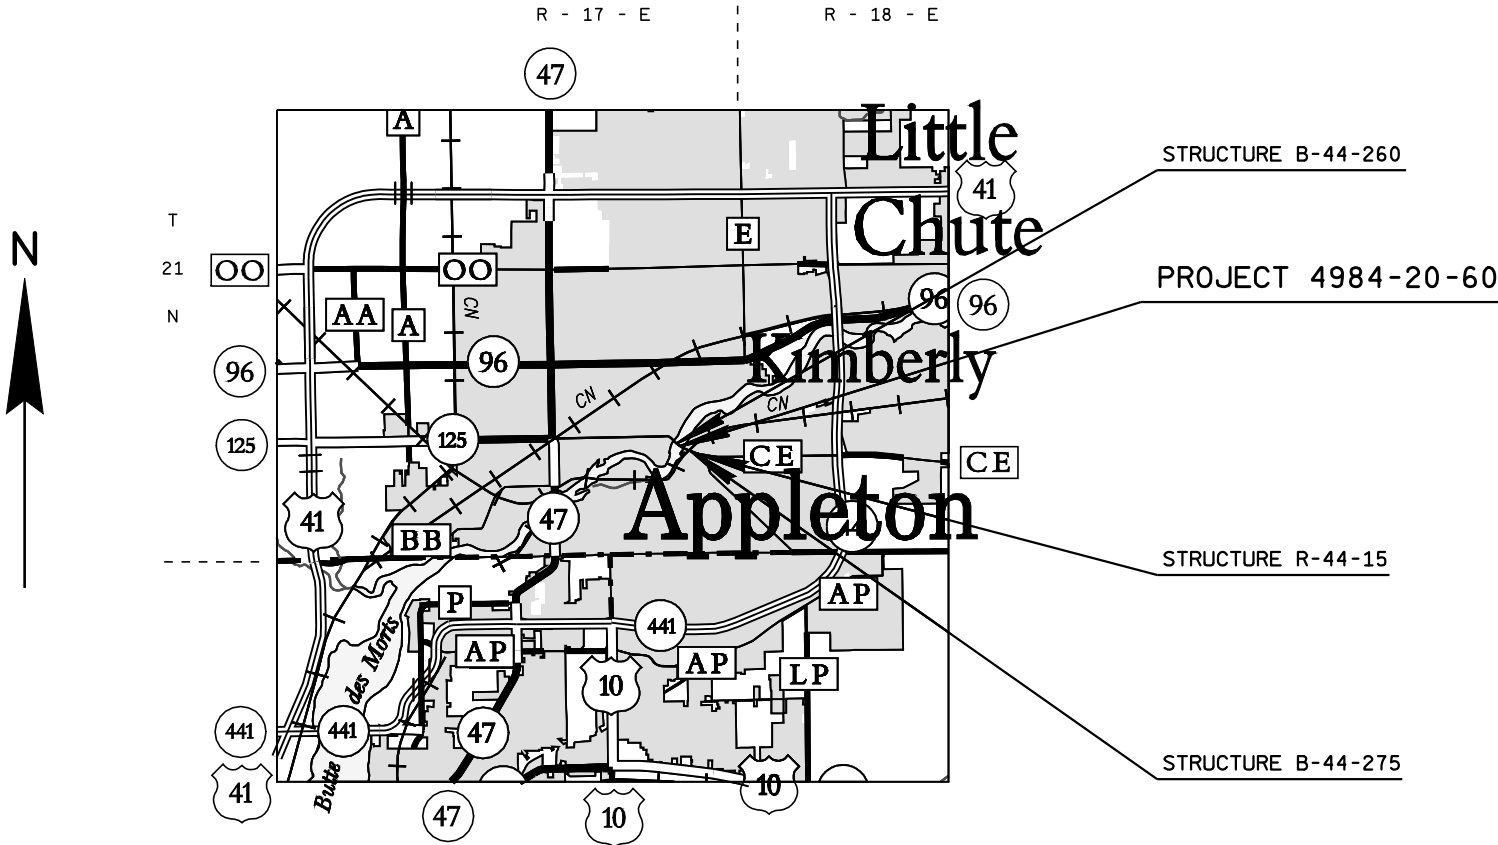 R - 17 - E
R - 18 - E
47
A
Little
STRUCTURE B-44-260
41
T
Chute
E
N
21
OO
OO
PROJECT 4984-20-60
CN
96
96
N
AA
A
Kimberly
96
96
CN
CN
125
125
CE
CE
Appleton
41
47
BB
STRUCTURE R-44-15
AP
P
441
AP
AP
des Moris
LP
10
441
441
47
STRUCTURE B-44-275
Butte
10
41
47
10